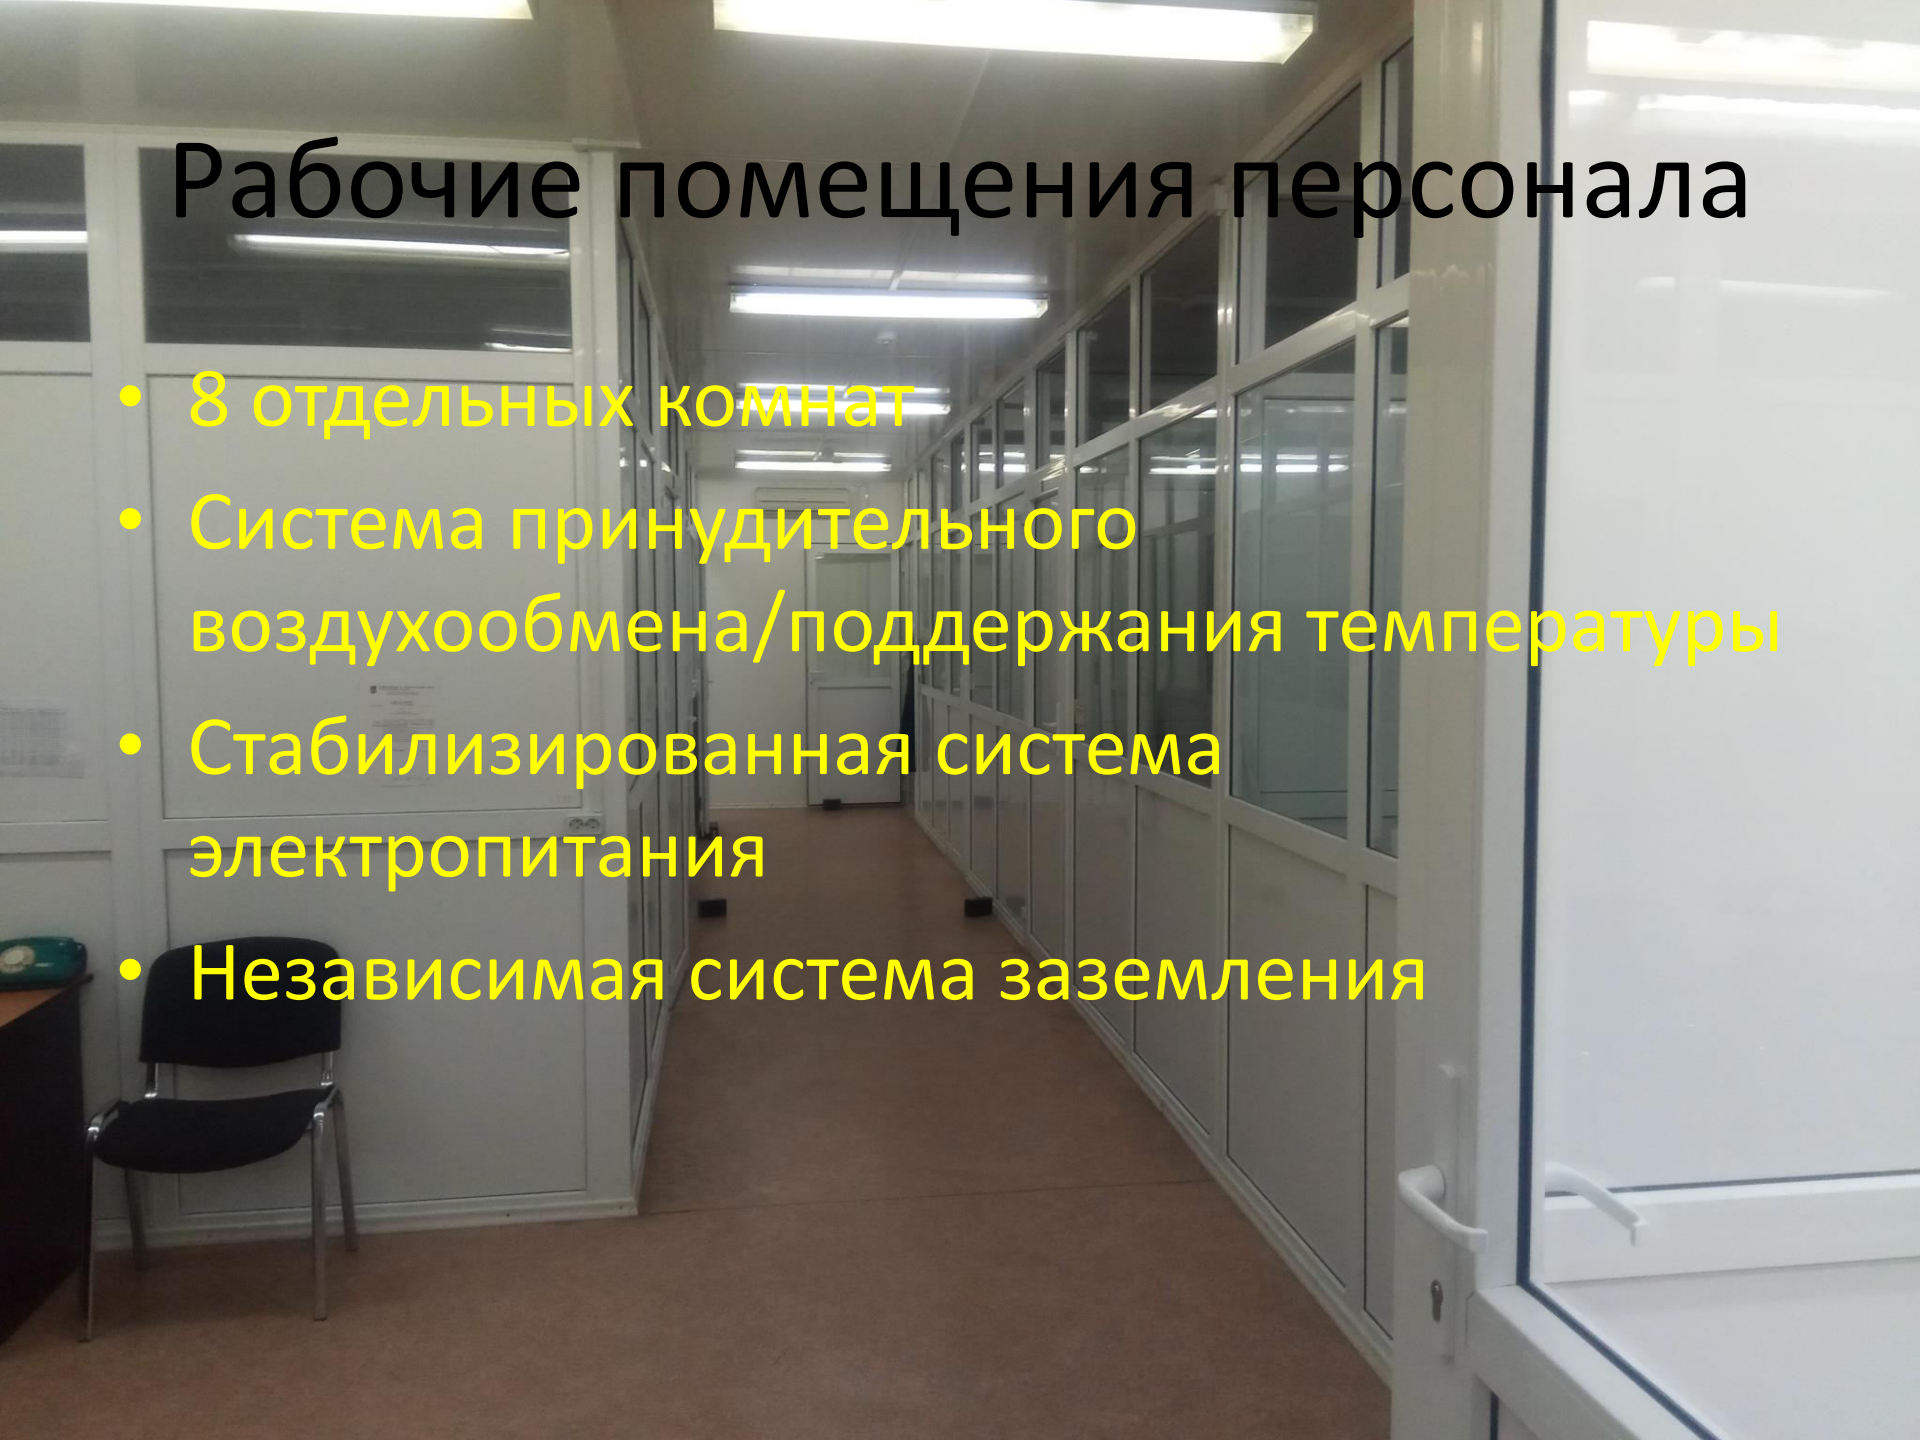 Рабочие помещения персонала
• 8 отдельных комнат
• Система принудительного
воздухообмена/поддержания температуры
• Стабилизированная система
электропитания
• Независимая система заземления